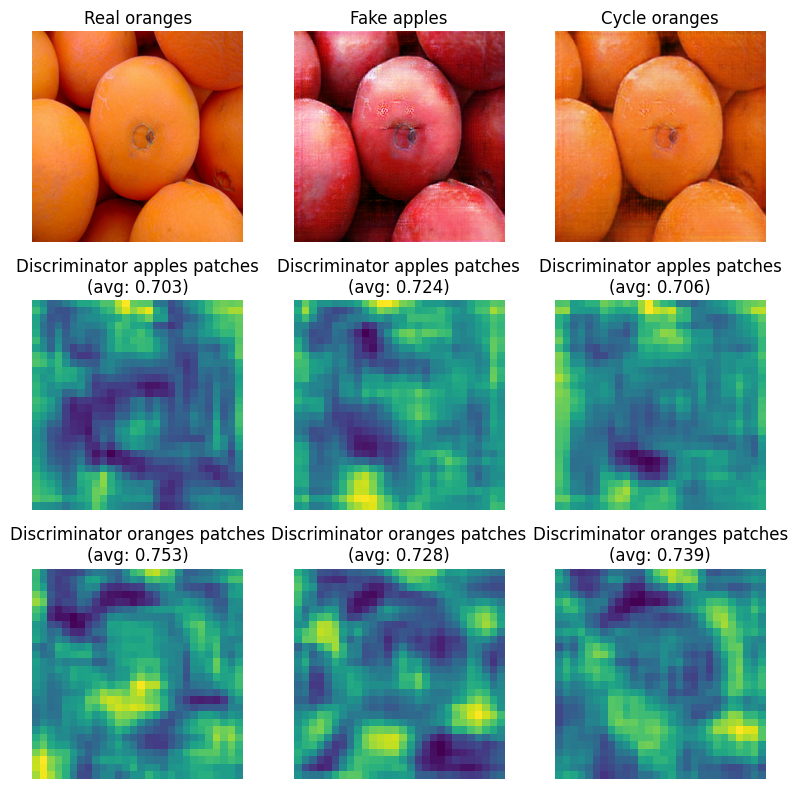 Real oranges
Fake apples
Cycle oranges
Discriminator apples patches
(avg: 0.703)
Discriminator apples patches
(avg: 0.724)
Discriminator apples patches
(avg: 0.706)
Discriminator oranges patches
(avg: 0.753)
Discriminator oranges patches
(avg: 0.728)
Discriminator oranges patches
(avg: 0.739)